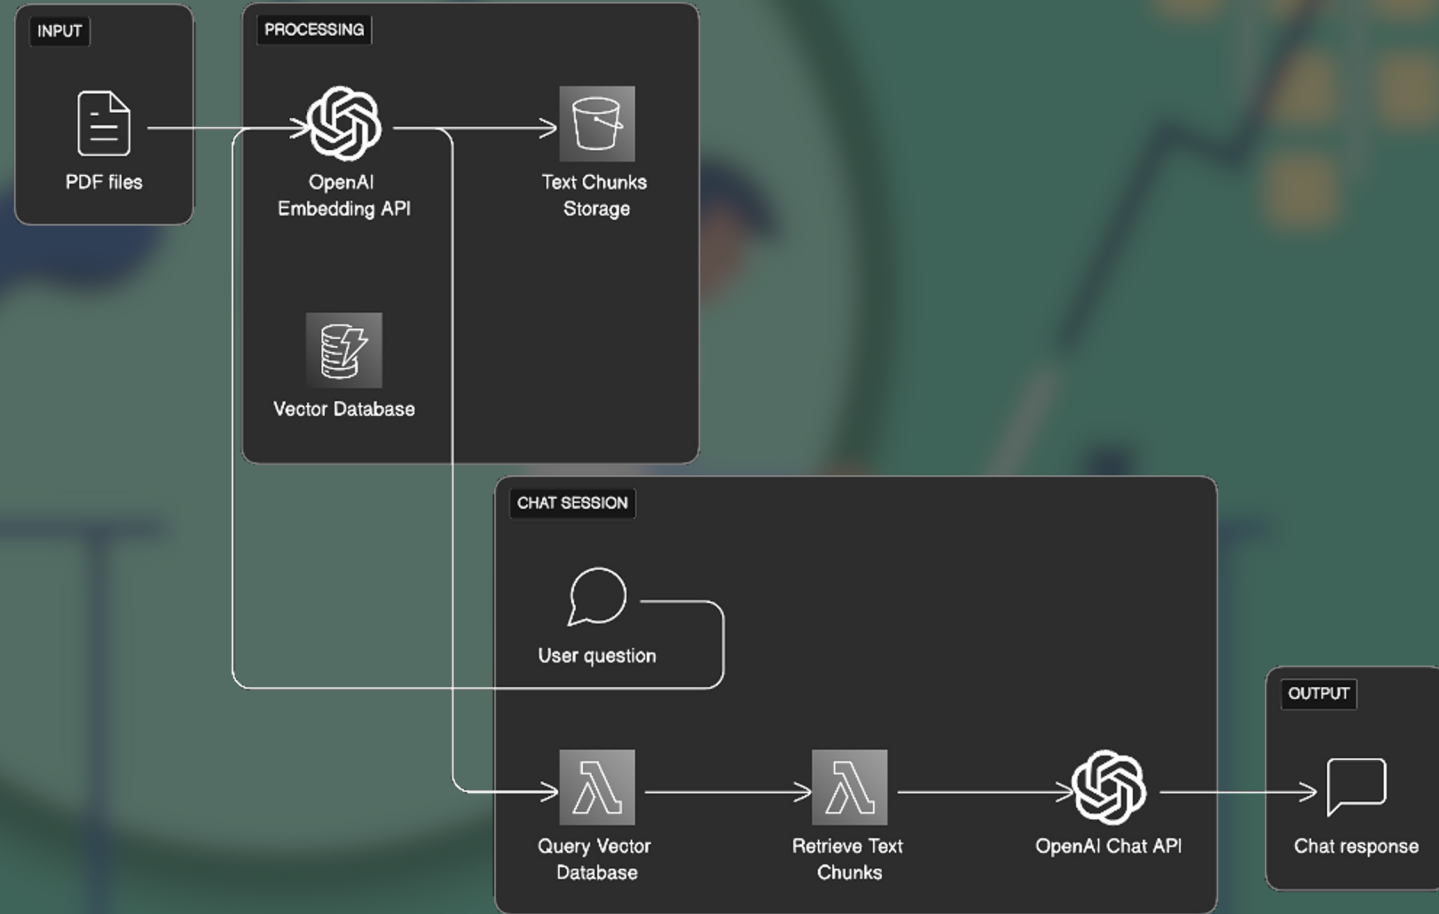 INPUT
PDF files
PROCESSING
OpenAI
Embedding API
Text Chunks
Storage
Vector Database
CHAT SESSION
User question
Query Vector
Database
Retrieve Text
Chunks
OpenAI Chat API
OUTPUT
Chat response